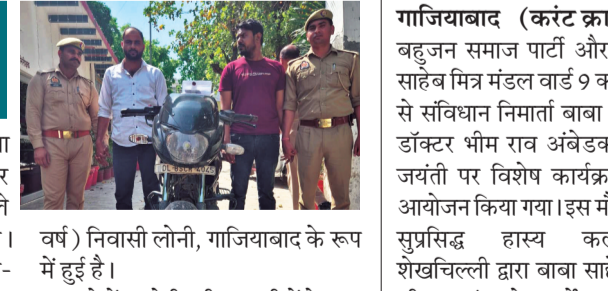 वर्ष ) निवासी लोनी, गाजियाबाद के रूप
में हुई है।
गाजियाबाद (करंट क्रा
बहुजन समाज पार्टी और
साहेब मित्र मंडल वार्ड 9 क
से संविधान निमार्ता बाबा
डॉक्टर भीम राव अंबेडक
जयंती पर विशेष कार्यक्र
आयोजन किया गया। इस मौ
सुप्रसिद्ध हास्य कल
शेखचिल्ली द्वारा बाबा साहे